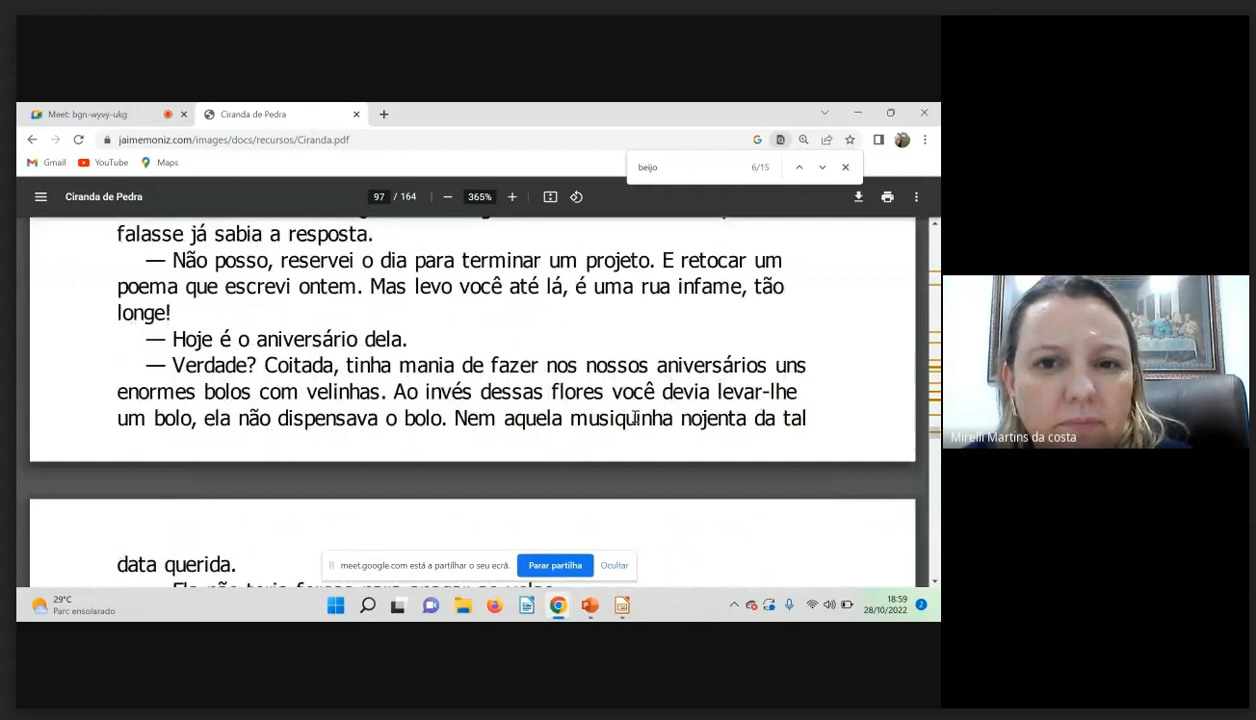 Meet: bgn-wyvy-ukg
Ciranda de Pedra
jaimemoniz.com/images/docs/recursos/Ciranda.pdf
Gmail YouTube Maps
beijo 6/15
Ciranda de Pedra 97 / 164 365%
falasse já sabia a resposta.
— Não posso, reservei o dia para terminar um projeto. E retocar um
poema que escrevi ontem. Mas levo você até lá, é uma rua infame, tão
longe!
— Hoje é o aniversário dela.
— Verdade? Coitada, tinha mania de fazer nos nossos aniversários uns
enormes bolos com velinhas. Ao invés dessas flores você devia levar-lhe
um bolo, ela não dispensava o bolo. Nem aquela musiquinha nojenta da tal
data querida.
meet.google.com está a partilhar o seu ecrã. Parar partilha Ocultar
29°C
Parc ensolarado
18:59
28/10/2022
2
Mirelli Martins da costa